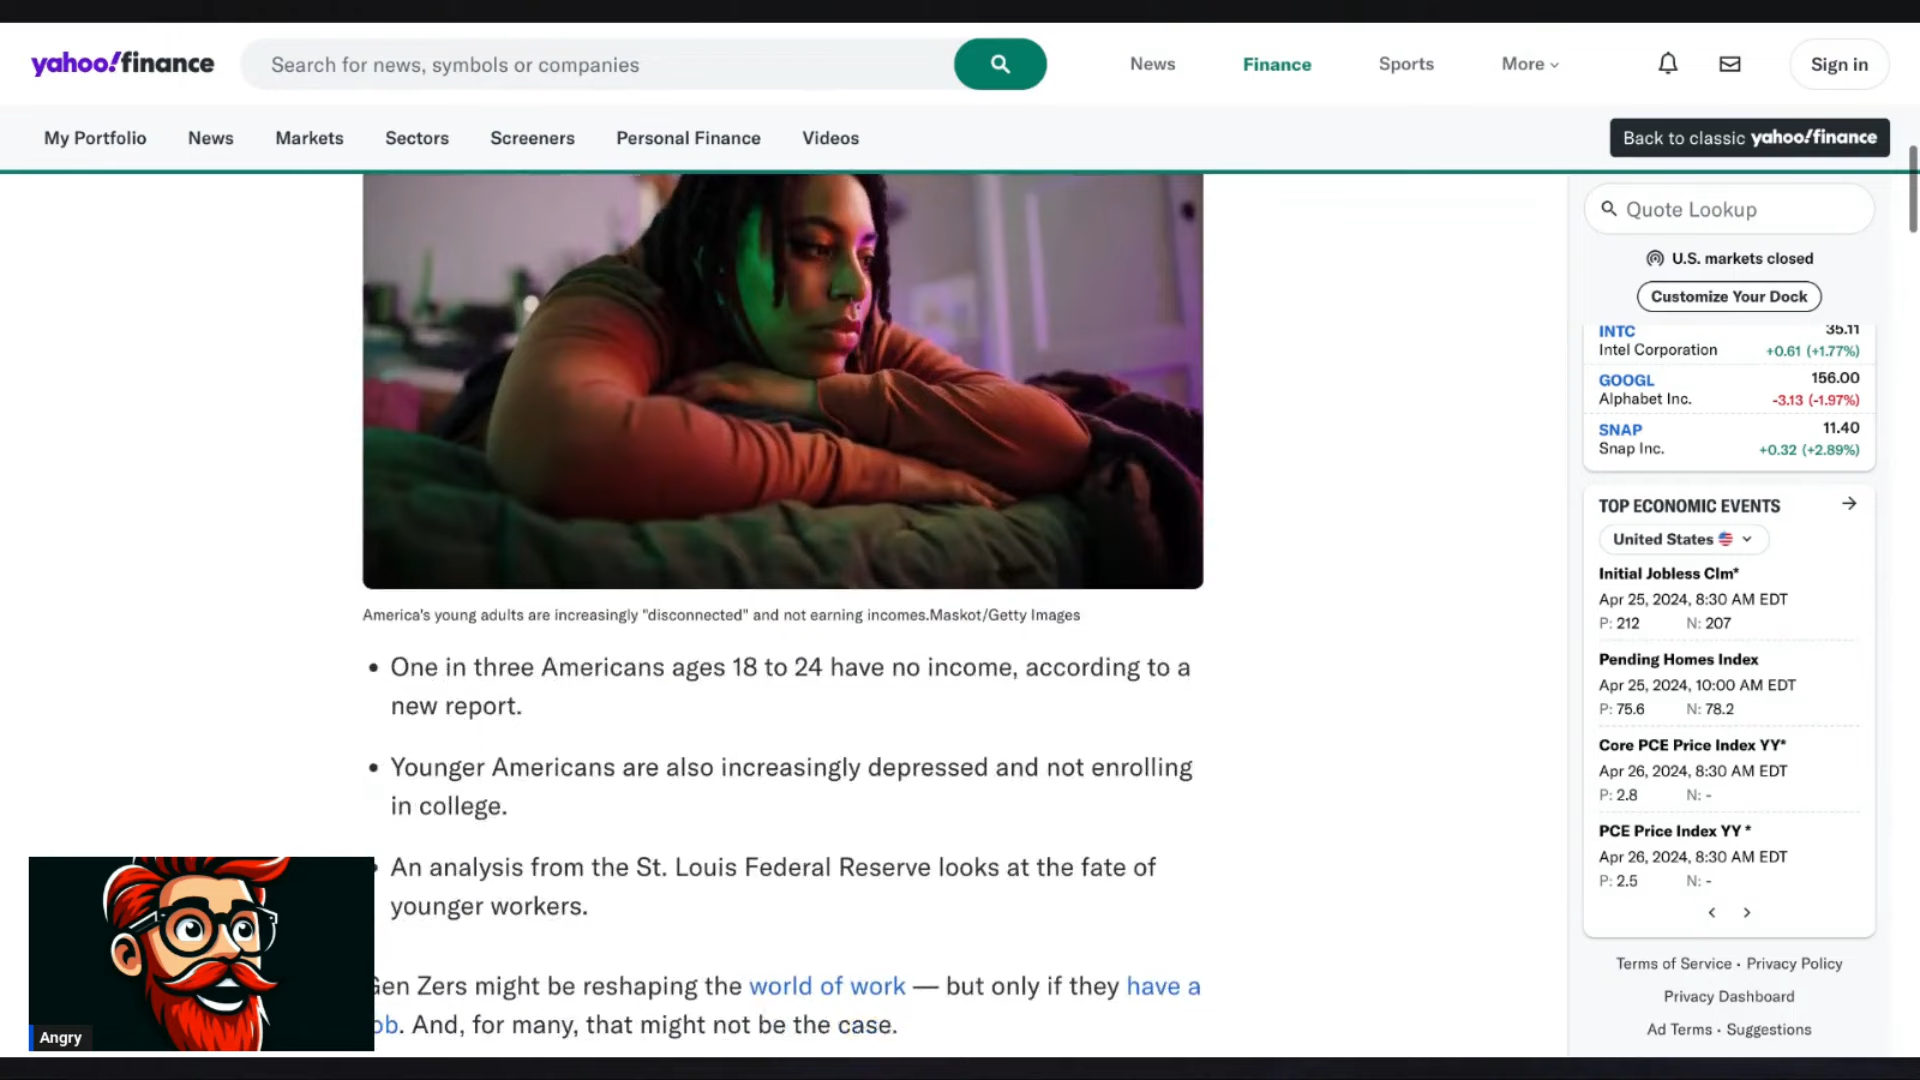 yahoo!finance
Search for news, symbols or companies
News
Finance
Sports
More
Sign in
My Portfolio
News
Markets
Sectors
Screeners
Personal Finance
Videos
Back to classic yahoo!finance
America's young adults are increasingly "disconnected" and not earning incomes.Maskot/Getty Images
• One in three Americans ages 18 to 24 have no income, according to a
new report.
• Younger Americans are also increasingly depressed and not enrolling
in college.
An analysis from the St. Louis Federal Reserve looks at the fate of
younger workers.
Gen Zers might be reshaping the world of work — but only if they have a
ob. And, for many, that might not be the case.
Angry
Quote Lookup
U.S. markets closed
Customize Your Dock
INTC 35.11
Intel Corporation +0.61 (+1.77%)
GOOGL 156.00
Alphabet Inc. -3.13 (-1.97%)
SNAP 11.40
Snap Inc. +0.32 (+2.89%)
TOP ECONOMIC EVENTS
United States
Initial Jobless Clm*
Apr 25, 2024, 8:30 AM EDT
P: 212 N: 207
Pending Homes Index
Apr 25, 2024, 10:00 AM EDT
P: 75.6 N: 78.2
Core PCE Price Index YY*
Apr 26, 2024, 8:30 AM EDT
P: 2.8 N: -
PCE Price Index YY *
Apr 26, 2024, 8:30 AM EDT
P: 2.5 N: -
Terms of Service • Privacy Policy
Privacy Dashboard
Ad Terms • Suggestions